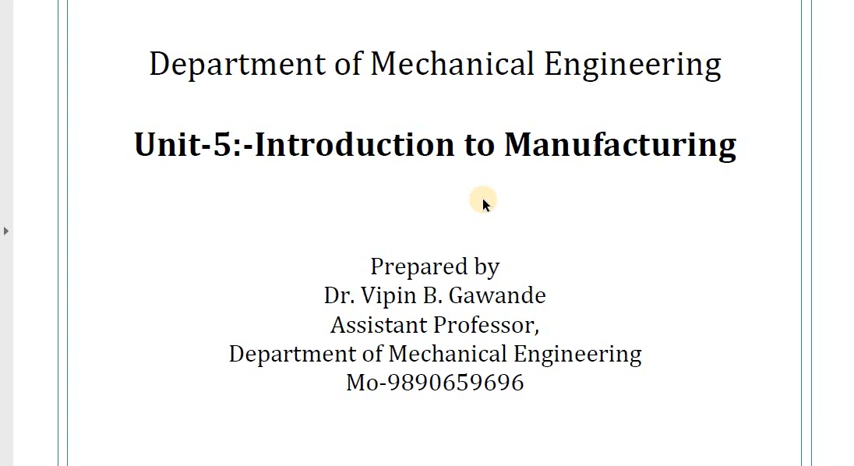 Department of Mechanical Engineering
Unit-5:-Introduction to Manufacturing
Prepared by
Dr. Vipin B. Gawande
Assistant Professor,
Department of Mechanical Engineering
Mo-9890659696